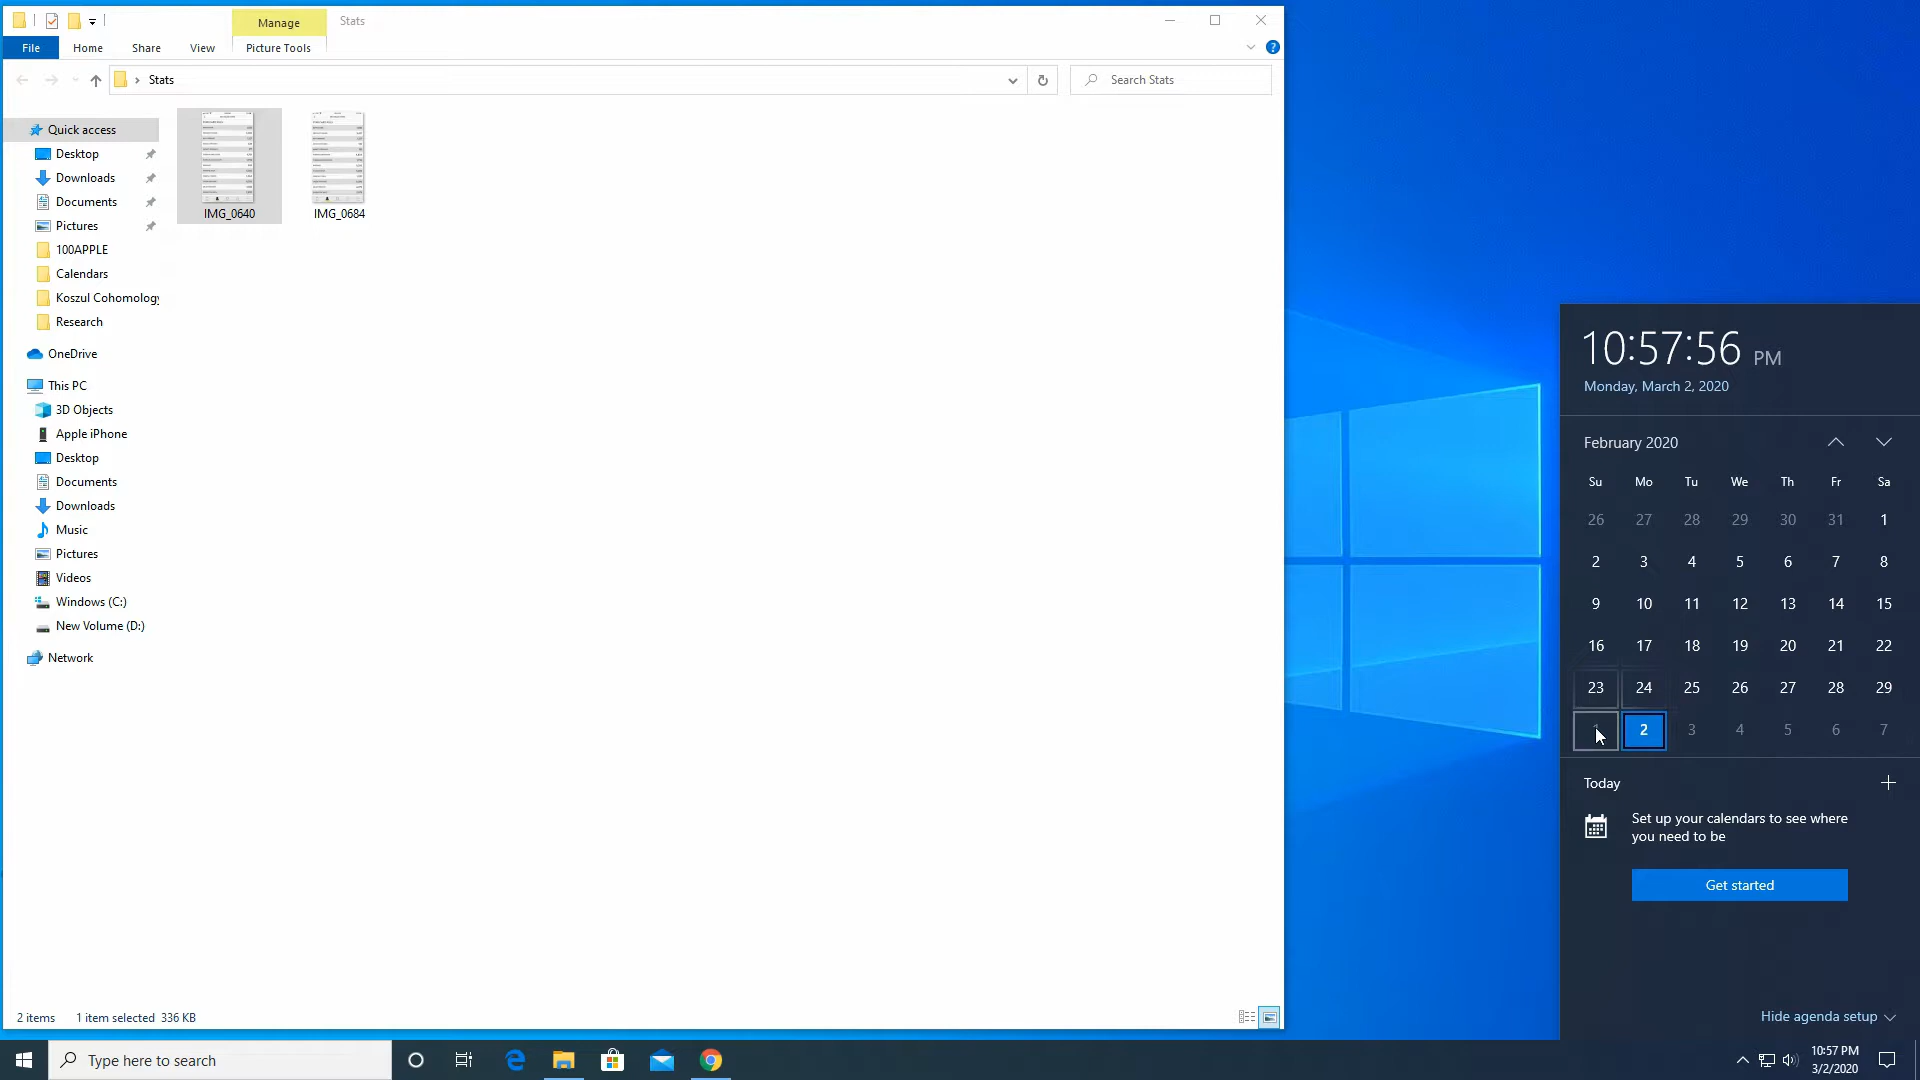 Manage
Stats
File
Home
Share
View
Picture Tools
Stats
Search Stats
Quick access
Desktop
Downloads
Documents
Pictures
100APPLE
Calendars
Koszul Cohomology
Research
OneDrive
This PC
3D Objects
Apple iPhone
Desktop
Documents
Downloads
Music
Pictures
Videos
Windows (C:)
New Volume (D:)
Network
IMG_0640
IMG_0684
2 items
1 item selected 336 KB
10:57:56 PM
Monday, March 2, 2020
February 2020
Su Mo Tu We Th Fr Sa
26 27 28 29 30 31 1
2 3 4 5 6 7 8
9 10 11 12 13 14 15
16 17 18 19 20 21 22
23 24 25 26 27 28 29
1 2 3 4 5 6 7
Today
Set up your calendars to see where
you need to be
Get started
Hide agenda setup
Type here to search
10:57 PM
3/2/2020